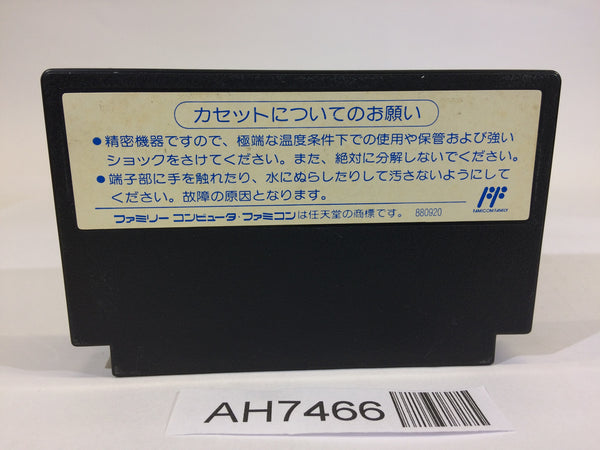 カセットについてのお願い
●精密機器ですので、極端な温度条件下での使用や保管および強い
ショックをさけてください。また、絶対に分解しないでください。
●端子部に手を触れたり、水にぬらしたりして汚さないようにして
ください。故障の原因となります。
FAMICOM FAMILY
ファミリー コンピュータ・ファミコンは任天堂の商標です。 880920
AH7466